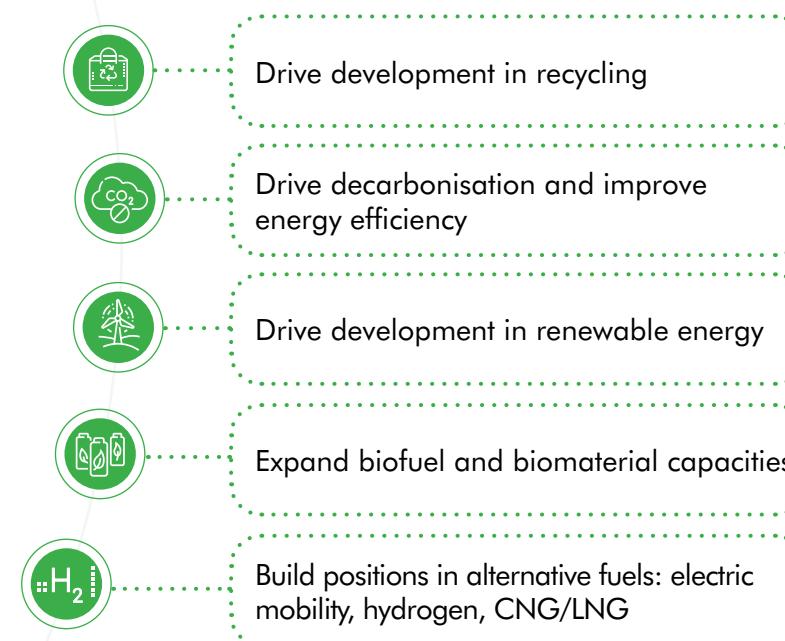 Drive development in recycling
CO2
Drive decarbonisation and improve
energy efficiency
Drive development in renewable energy
Expand biofuel and biomaterial capacities
H2
Build positions in alternative fuels: electric
mobility, hydrogen, CNG/LNG